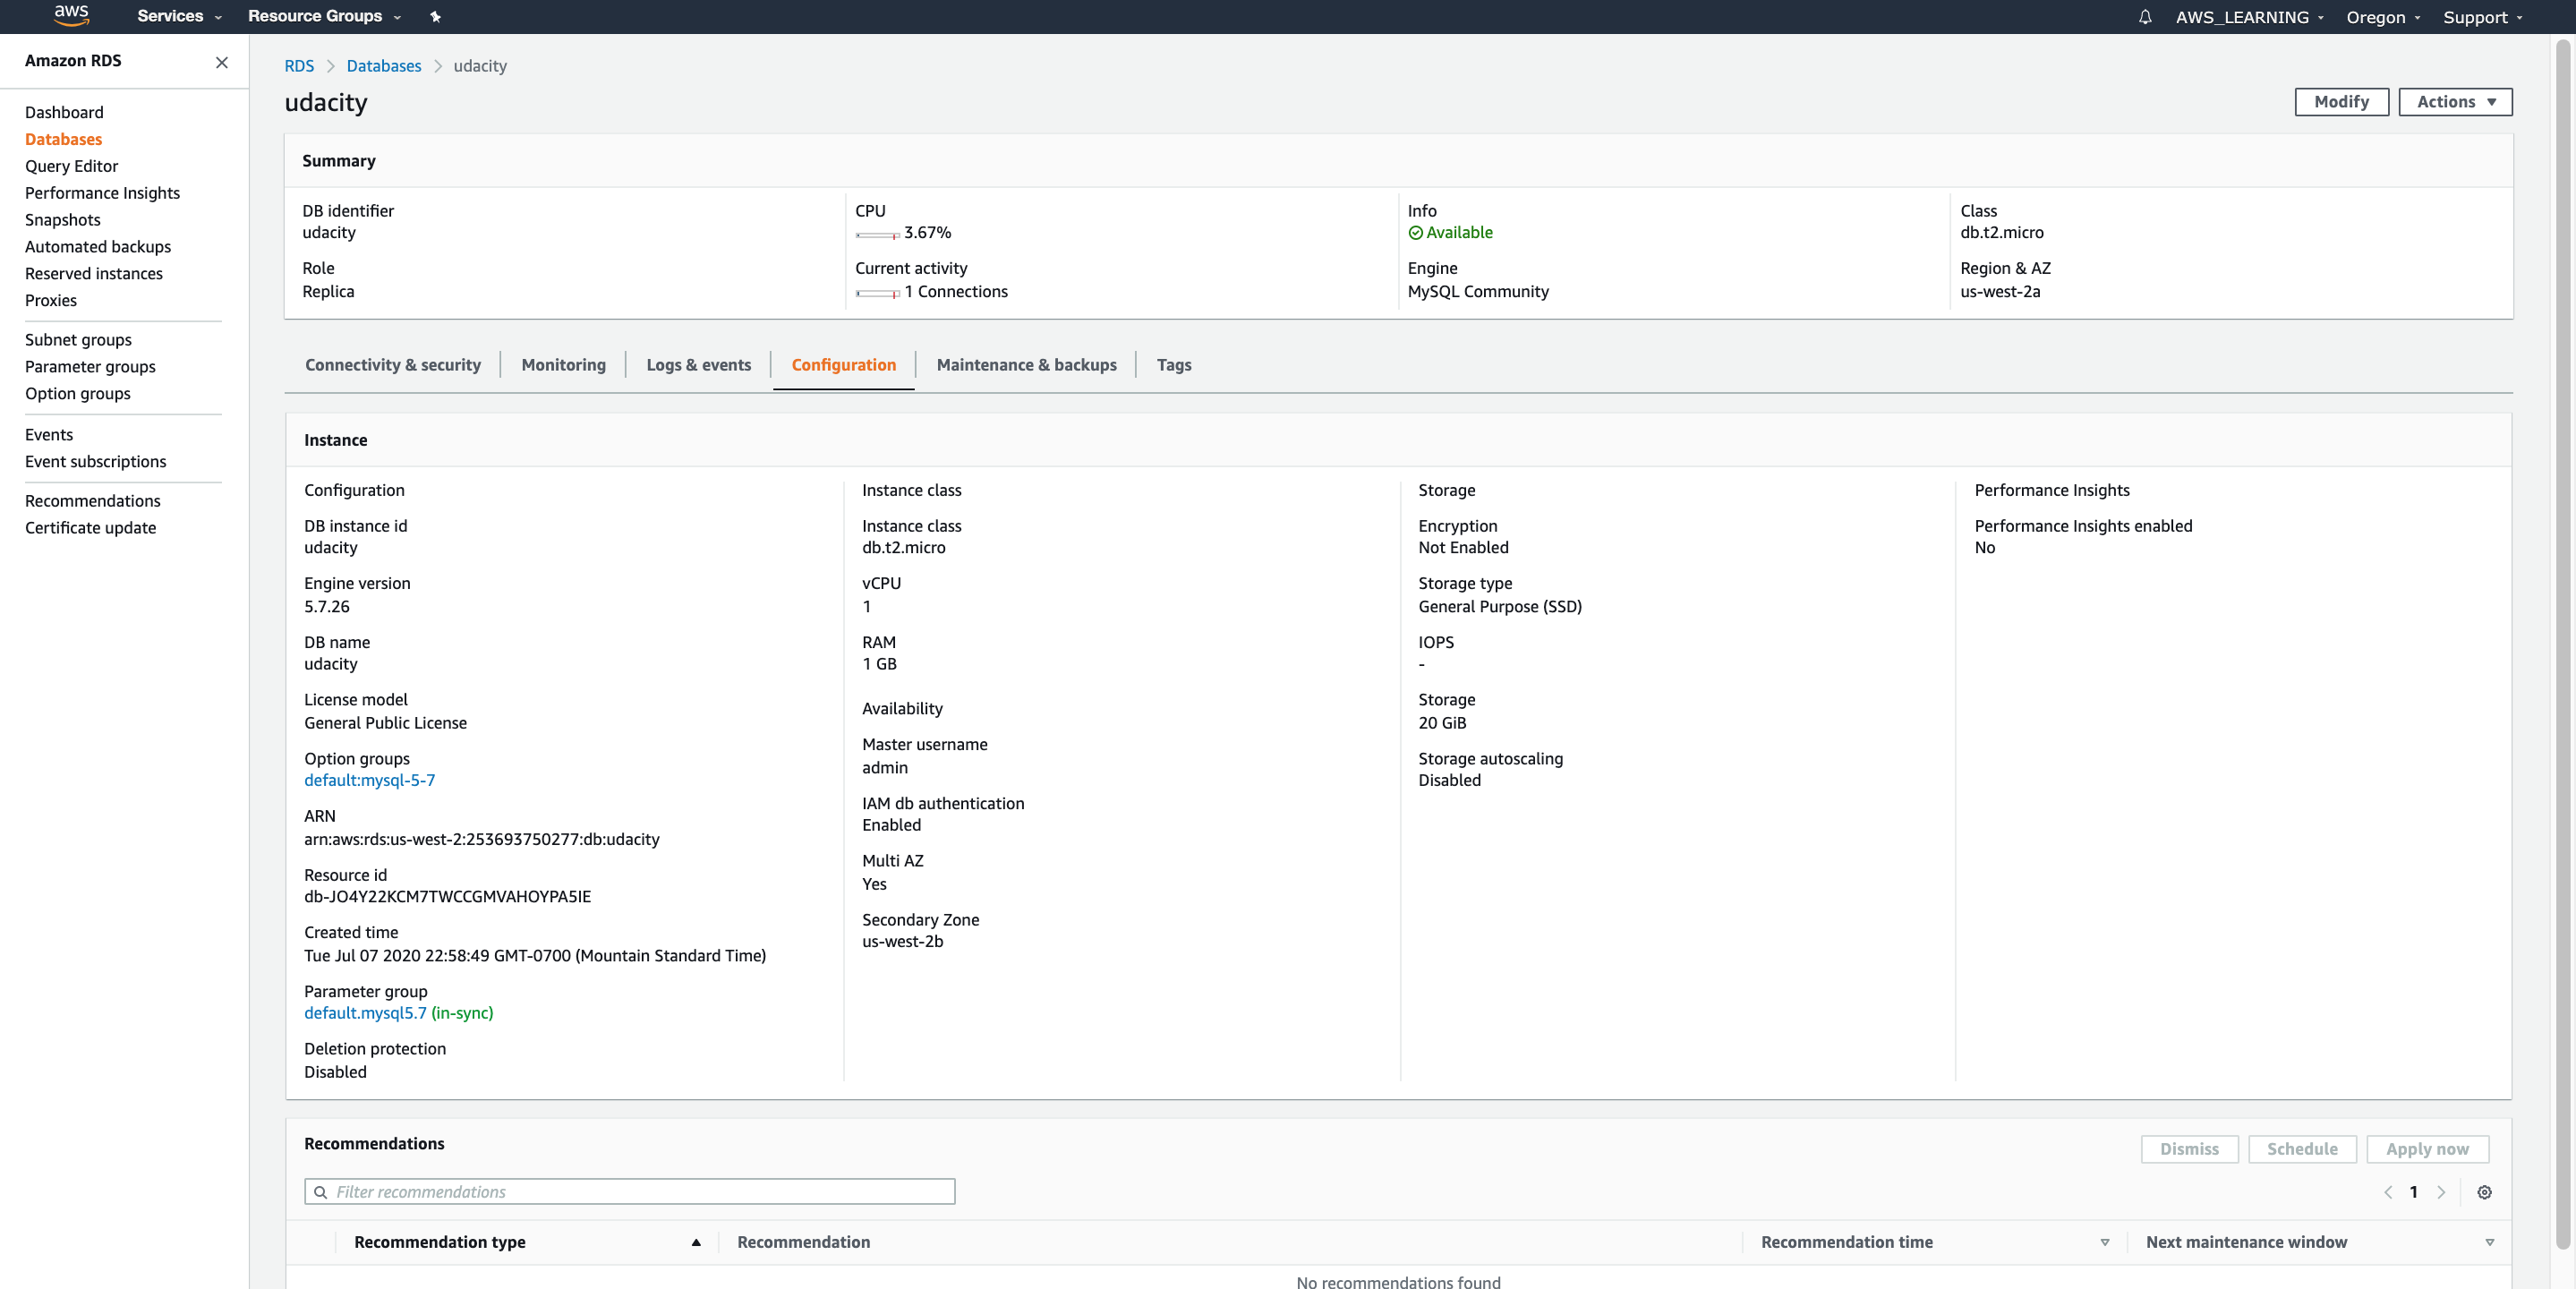 aws
Services
Resource Groups
AWS_LEARNING
Oregon
Support
Amazon RDS
Dashboard
Databases
Query Editor
Performance Insights
Snapshots
Automated backups
Reserved instances
Proxies
Subnet groups
Parameter groups
Option groups
Events
Event subscriptions
Recommendations
Certificate update
RDS > Databases > udacity
udacity
Modify
Actions
Summary
DB identifier
udacity
Role
Replica
CPU
3.67%
Current activity
1 Connections
Info
Available
Engine
MySQL Community
Class
db.t2.micro
Region & AZ
us-west-2a
Connectivity & security
Monitoring
Logs & events
Configuration
Maintenance & backups
Tags
Instance
Configuration
DB instance id
udacity
Engine version
5.7.26
DB name
udacity
License model
General Public License
Option groups
default:mysql-5-7
ARN
arn:aws:rds:us-west-2:253693750277:db:udacity
Resource id
db-JO4Y22KCM7TWCCGMVAHOYPA5IE
Created time
Tue Jul 07 2020 22:58:49 GMT-0700 (Mountain Standard Time)
Parameter group
default.mysql5.7 (in-sync)
Deletion protection
Disabled
Instance class
Instance class
db.t2.micro
vCPU
1
RAM
1 GB
Availability
Master username
admin
IAM db authentication
Enabled
Multi AZ
Yes
Secondary Zone
us-west-2b
Storage
Encryption
Not Enabled
Storage type
General Purpose (SSD)
IOPS
-
Storage
20 GiB
Storage autoscaling
Disabled
Performance Insights
Performance Insights enabled
No
Recommendations
Dismiss
Schedule
Apply now
Filter recommendations
1
Recommendation type
Recommendation
Recommendation time
Next maintenance window
No recommendations found